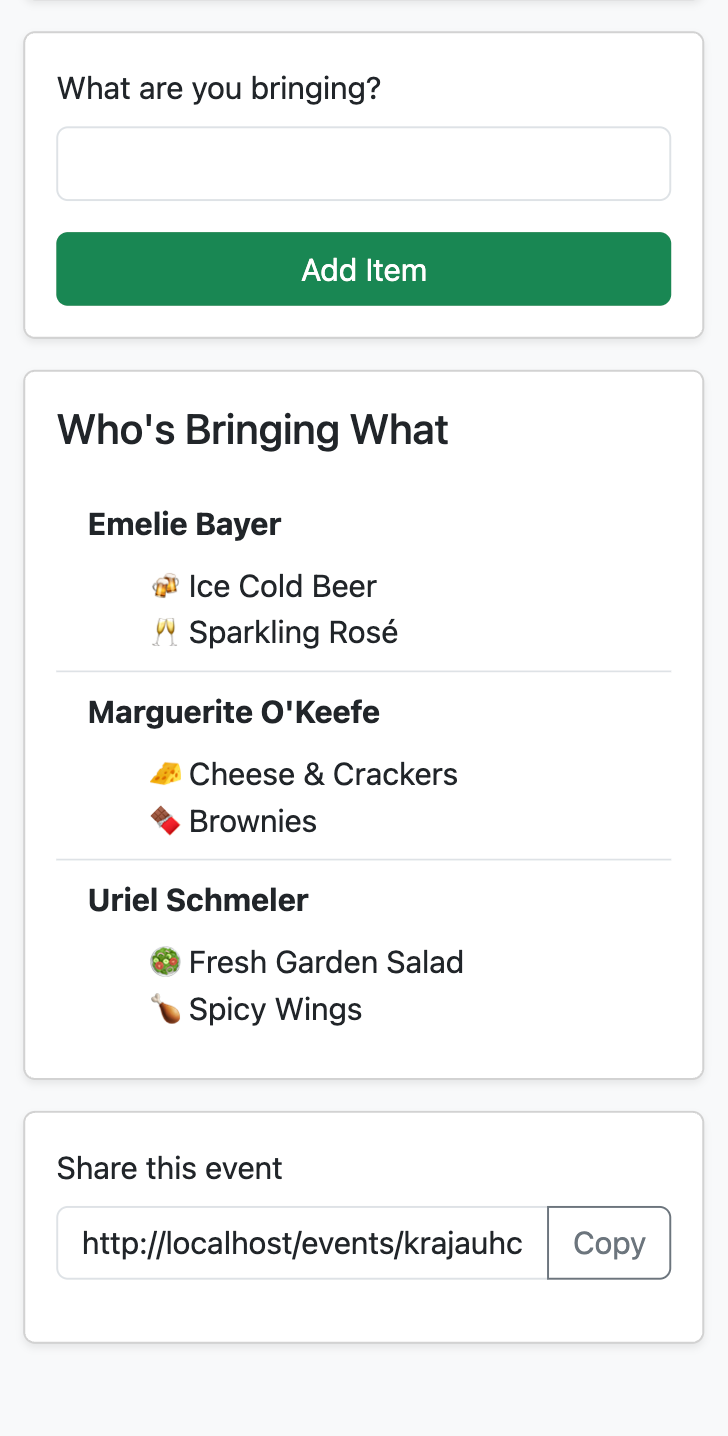 What are you bringing?
Add Item
Who's Bringing What
Emelie Bayer
🍻 Ice Cold Beer
🥂 Sparkling Rosé
Marguerite O'Keefe
🧀 Cheese & Crackers
🍫 Brownies
Uriel Schmeler
🥗 Fresh Garden Salad
🍗 Spicy Wings
Share this event
http://localhost/events/krajauhc
Copy